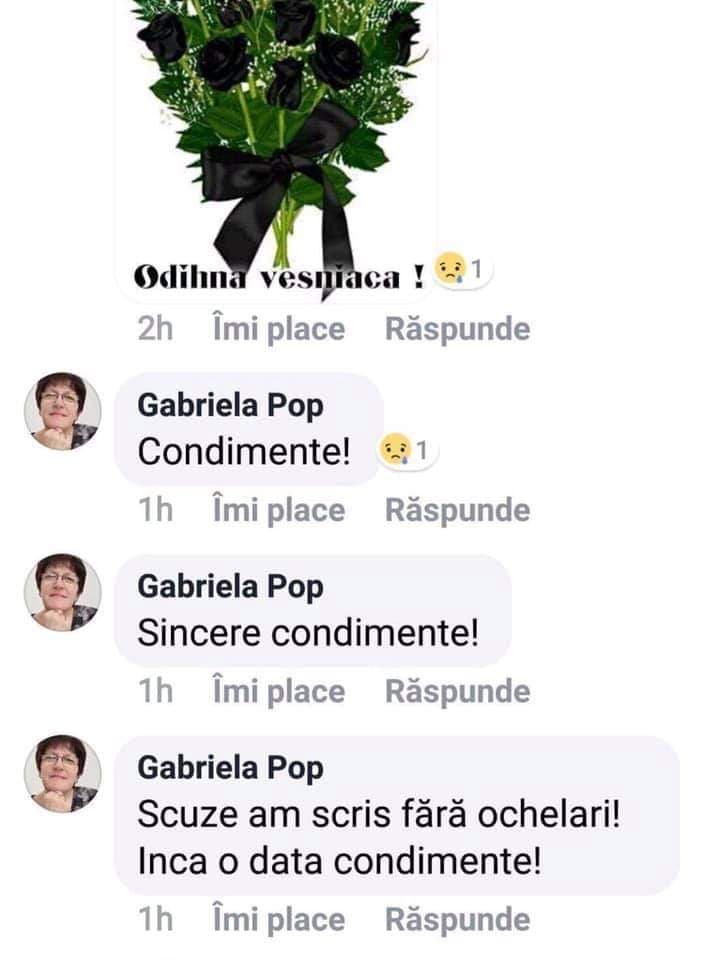 Odihna vesniaca !
1
2h Îmi place Răspunde
Gabriela Pop
Condimente!
1
1h Îmi place Răspunde
Gabriela Pop
Sincere condimente!
1h Îmi place Răspunde
Gabriela Pop
Scuze am scris fără ochelari!
Inca o data condimente!
1h Îmi place Răspunde